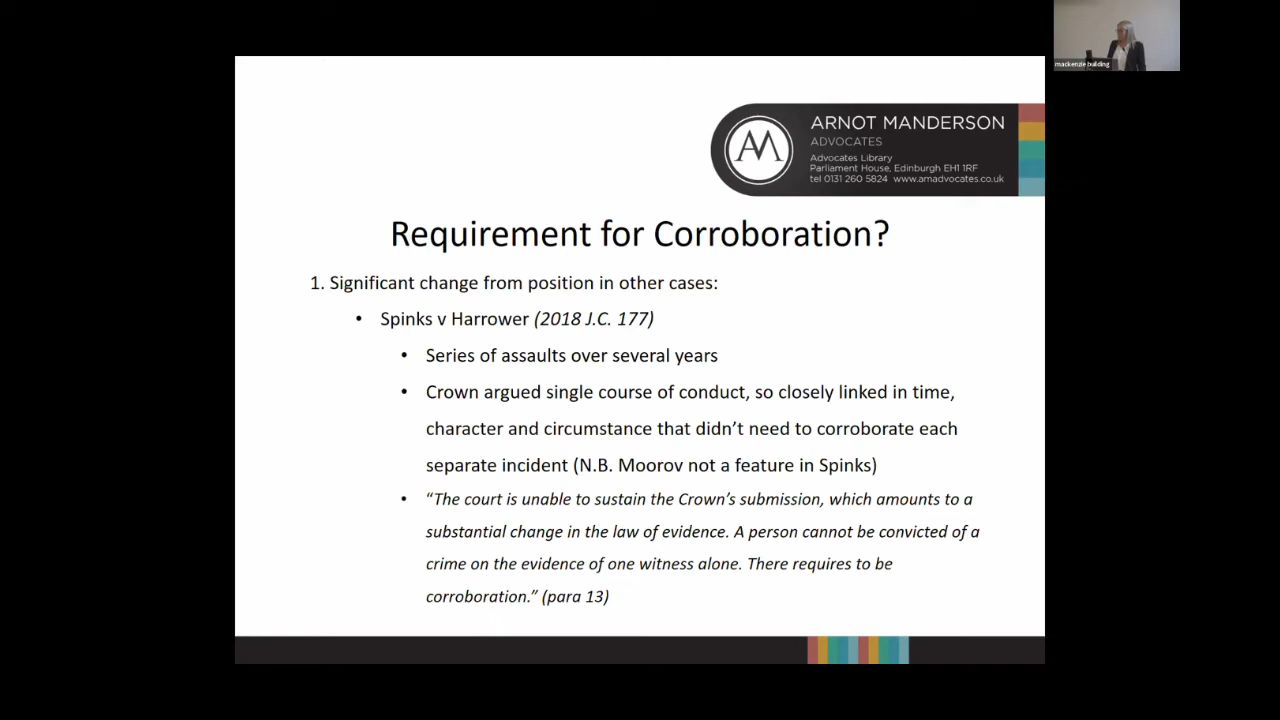 mackenzie building
AM
ARNOT MANDERSON
ADVOCATES
Advocates Library
Parliament House, Edinburgh EH1 1RF
tel 0131 260 5824 www.amadvocates.co.uk
Requirement for Corroboration?
1. Significant change from position in other cases:
• Spinks v Harrower (2018 J.C. 177)
• Series of assaults over several years
• Crown argued single course of conduct, so closely linked in time,
character and circumstance that didn’t need to corroborate each
separate incident (N.B. Moorov not a feature in Spinks)
• “The court is unable to sustain the Crown’s submission, which amounts to a
substantial change in the law of evidence. A person cannot be convicted of a
crime on the evidence of one witness alone. There requires to be
corroboration.” (para 13)